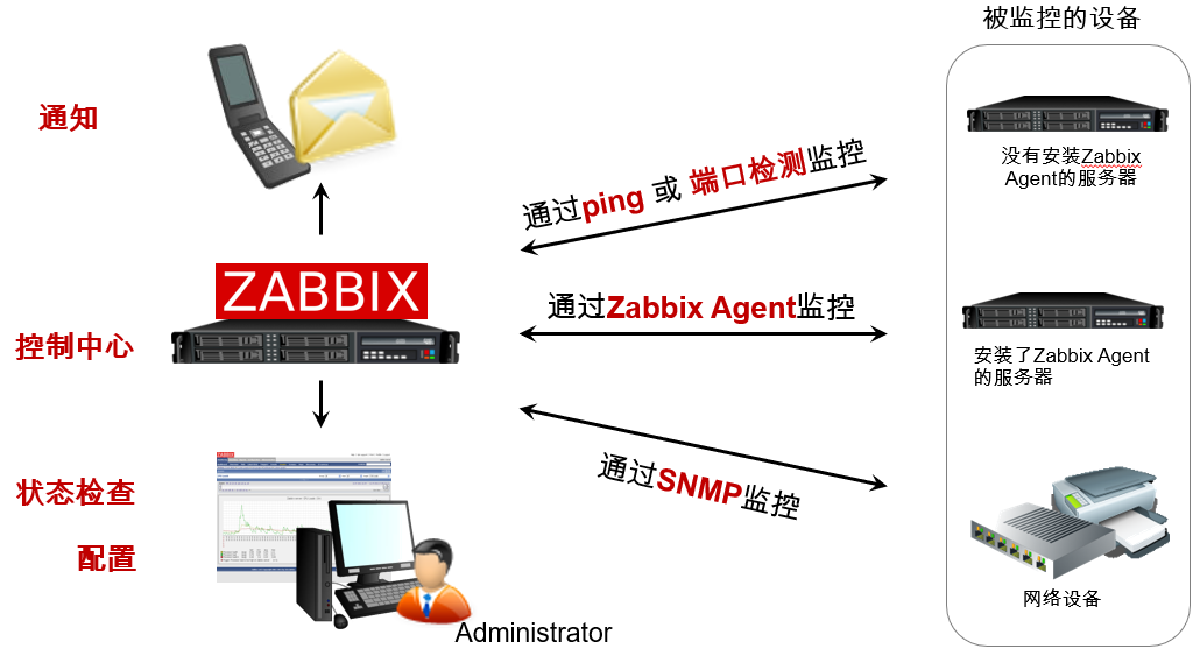 被监控的设备
通知
没有安装Zabbix
Agent的服务器
通过ping 或 端口检测监控
ZABBIX
控制中心
通过Zabbix Agent监控
安装了Zabbix Agent
的服务器
状态检查
配置
通过SNMP监控
网络设备
Administrator